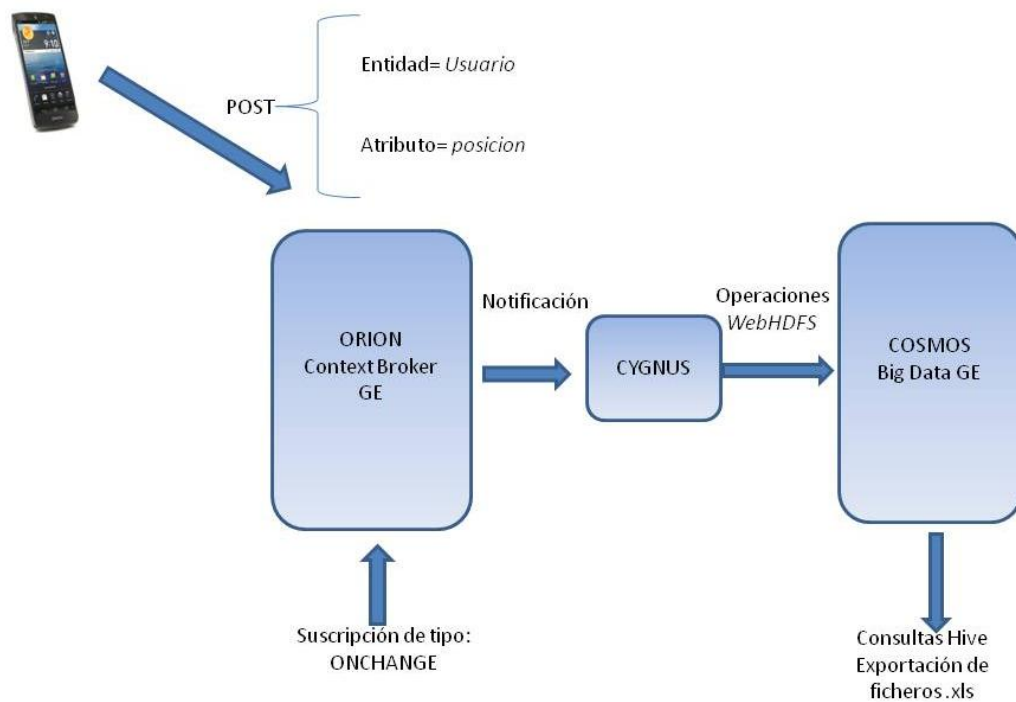 Entidad= Usuario
POST
Atributo= posicion
ORION
Context Broker
GE
Notificación
CYGNUS
Operaciones
WebHDFS
COSMOS
Big Data GE
Suscripción de tipo:
ONCHANGE
Consultas Hive
Exportación de
ficheros .xls